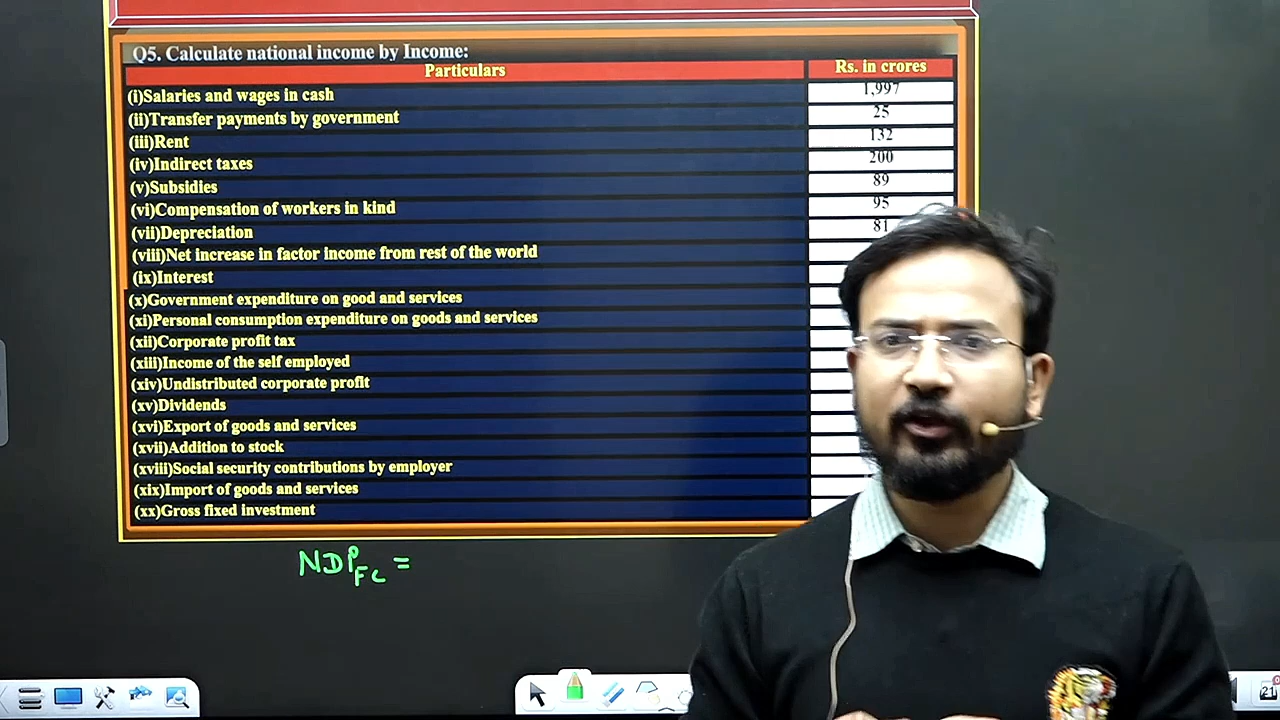 Q5. Calculate national income by Income:
Particulars Rs. in crores
(i)Salaries and wages in cash 1,997
(ii)Transfer payments by government 25
(iii)Rent 132
(iv)Indirect taxes 200
(v)Subsidies 89
(vi)Compensation of workers in kind 95
(vii)Depreciation 81
(viii)Net increase in factor income from rest of the world
(ix)Interest
(x)Government expenditure on good and services
(xi)Personal consumption expenditure on goods and services
(xii)Corporate profit tax
(xiii)Income of the self employed
(xiv)Undistributed corporate profit
(xv)Dividends
(xvi)Export of goods and services
(xvii)Addition to stock
(xviii)Social security contributions by employer
(xix)Import of goods and services
(xx)Gross fixed investment
NDP FC =
21